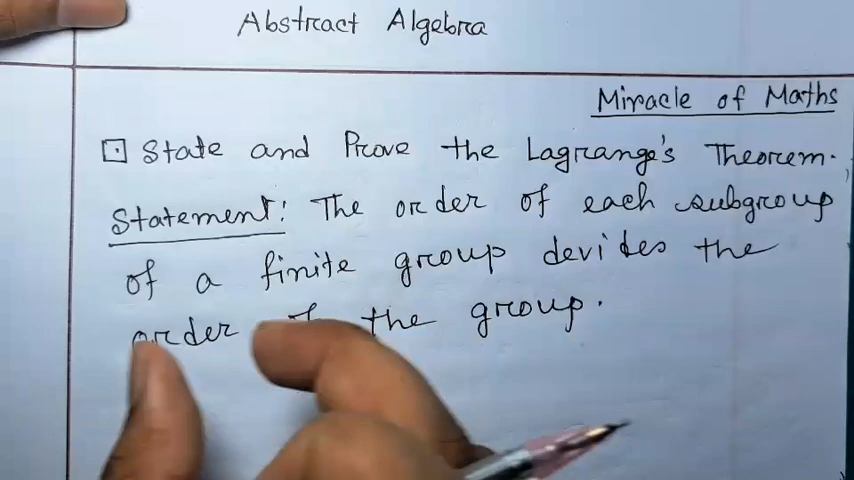 Abstract Algebra
Miracle of Maths
State and Prove the Lagrange's Theorem.
Statement: The order of each subgroup
of a finite group devides the
order of the group.